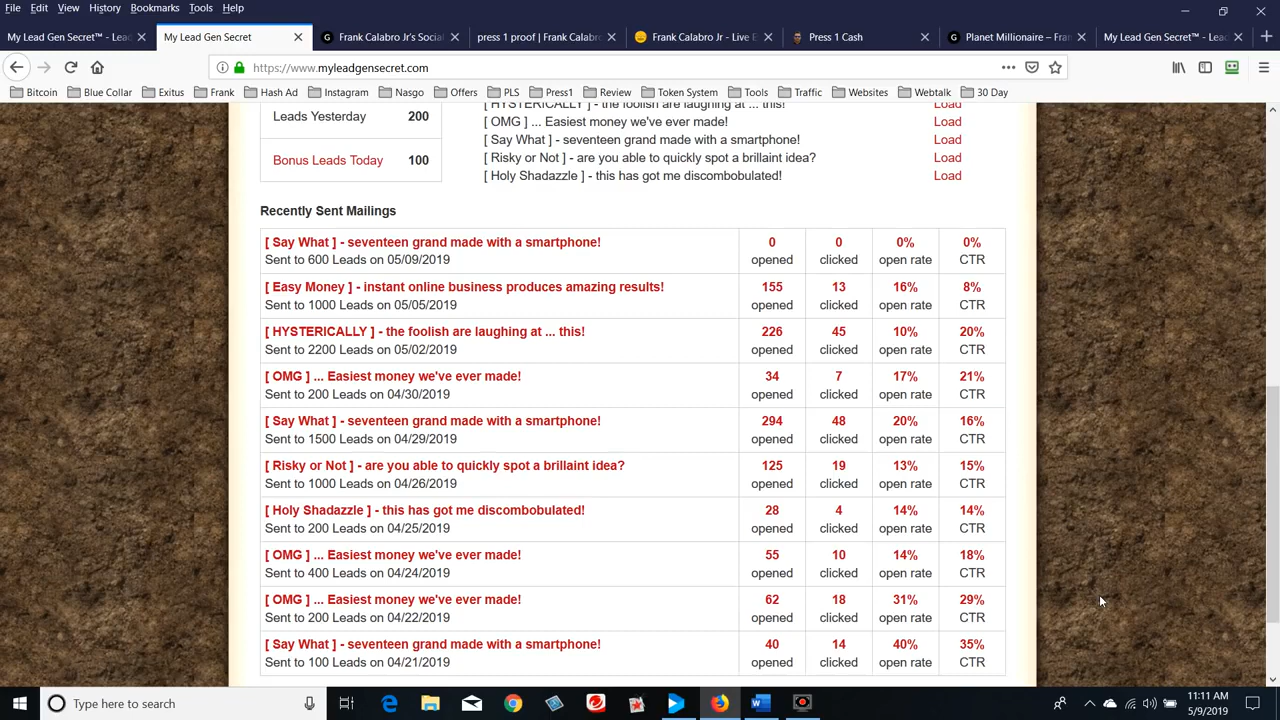 File Edit View History Bookmarks Tools Help
My Lead Gen Secret™ - Lea
My Lead Gen Secret
Frank Calabro Jr's Social
press 1 proof | Frank Calabro
Frank Calabro Jr - Live E
Press 1 Cash
Planet Millionaire – Fran
My Lead Gen Secret™ - Lea
https://www.myleadgensecret.com
Bitcoin Blue Collar Exitus Frank Hash Ad Instagram Nasgo Offers PLS Press1 Review Token System Tools Traffic Websites Webtalk 30 Day
[ HYSTERICALLY ] - the foolish are laughing at ... this! Load
Leads Yesterday 200
[ OMG ] ... Easiest money we've ever made! Load
[ Say What ] - seventeen grand made with a smartphone! Load
Bonus Leads Today 100
[ Risky or Not ] - are you able to quickly spot a brillaint idea? Load
[ Holy Shadazzle ] - this has got me discombobulated! Load
Recently Sent Mailings
[ Say What ] - seventeen grand made with a smartphone! 0 0 0% 0%
Sent to 600 Leads on 05/09/2019 opened clicked open rate CTR
[ Easy Money ] - instant online business produces amazing results! 155 13 16% 8%
Sent to 1000 Leads on 05/05/2019 opened clicked open rate CTR
[ HYSTERICALLY ] - the foolish are laughing at ... this! 226 45 10% 20%
Sent to 2200 Leads on 05/02/2019 opened clicked open rate CTR
[ OMG ] ... Easiest money we've ever made! 34 7 17% 21%
Sent to 200 Leads on 04/30/2019 opened clicked open rate CTR
[ Say What ] - seventeen grand made with a smartphone! 294 48 20% 16%
Sent to 1500 Leads on 04/29/2019 opened clicked open rate CTR
[ Risky or Not ] - are you able to quickly spot a brillaint idea? 125 19 13% 15%
Sent to 1000 Leads on 04/26/2019 opened clicked open rate CTR
[ Holy Shadazzle ] - this has got me discombobulated! 28 4 14% 14%
Sent to 200 Leads on 04/25/2019 opened clicked open rate CTR
[ OMG ] ... Easiest money we've ever made! 55 10 14% 18%
Sent to 400 Leads on 04/24/2019 opened clicked open rate CTR
[ OMG ] ... Easiest money we've ever made! 62 18 31% 29%
Sent to 200 Leads on 04/22/2019 opened clicked open rate CTR
[ Say What ] - seventeen grand made with a smartphone! 40 14 40% 35%
Sent to 100 Leads on 04/21/2019 opened clicked open rate CTR
Type here to search
11:11 AM
5/9/2019